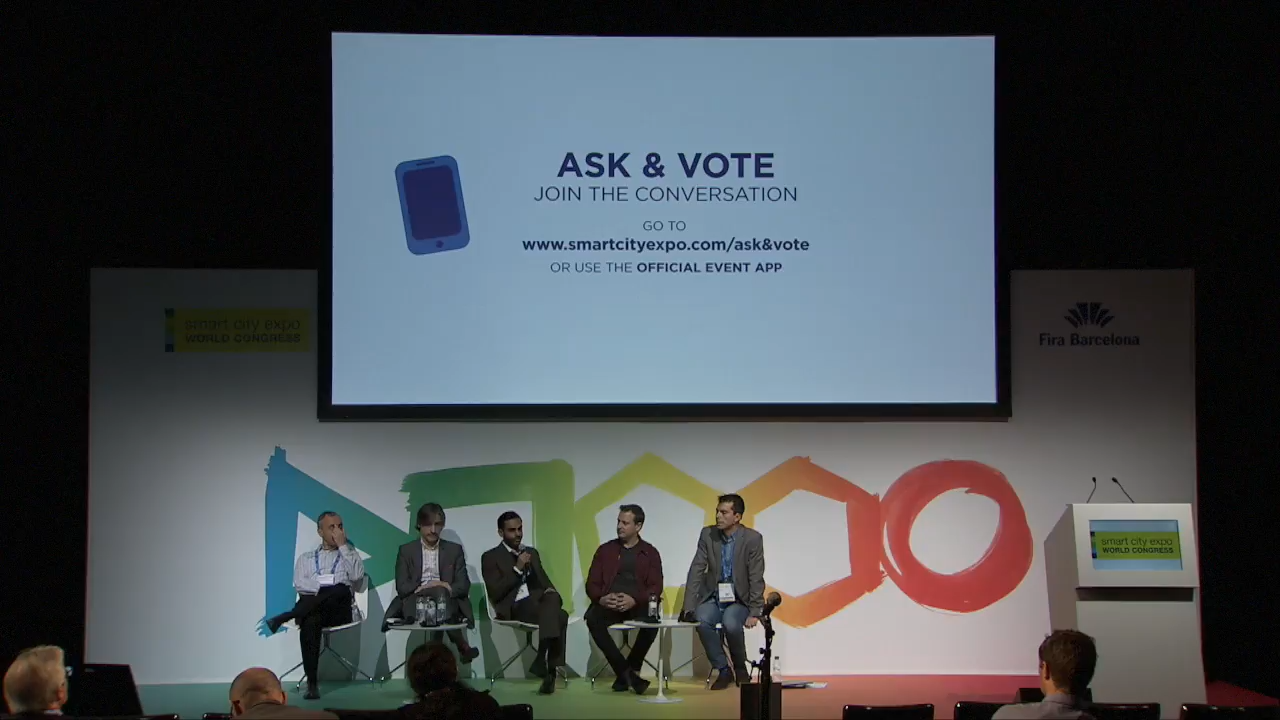 ASK & VOTE
JOIN THE CONVERSATION
GO TO
www.smartcityexpo.com/ask&vote
OR USE THE OFFICIAL EVENT APP
smart city expo
WORLD CONGRESS
Fira Barcelona
smart city expo
WORLD CONGRESS